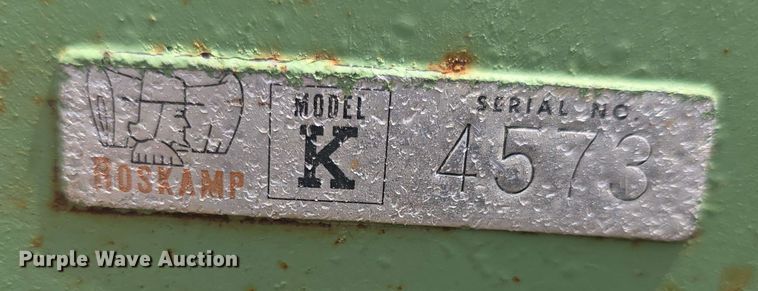 ROSKAMP
MODEL
K
SERIAL NO.
4573
Purple Wave Auction